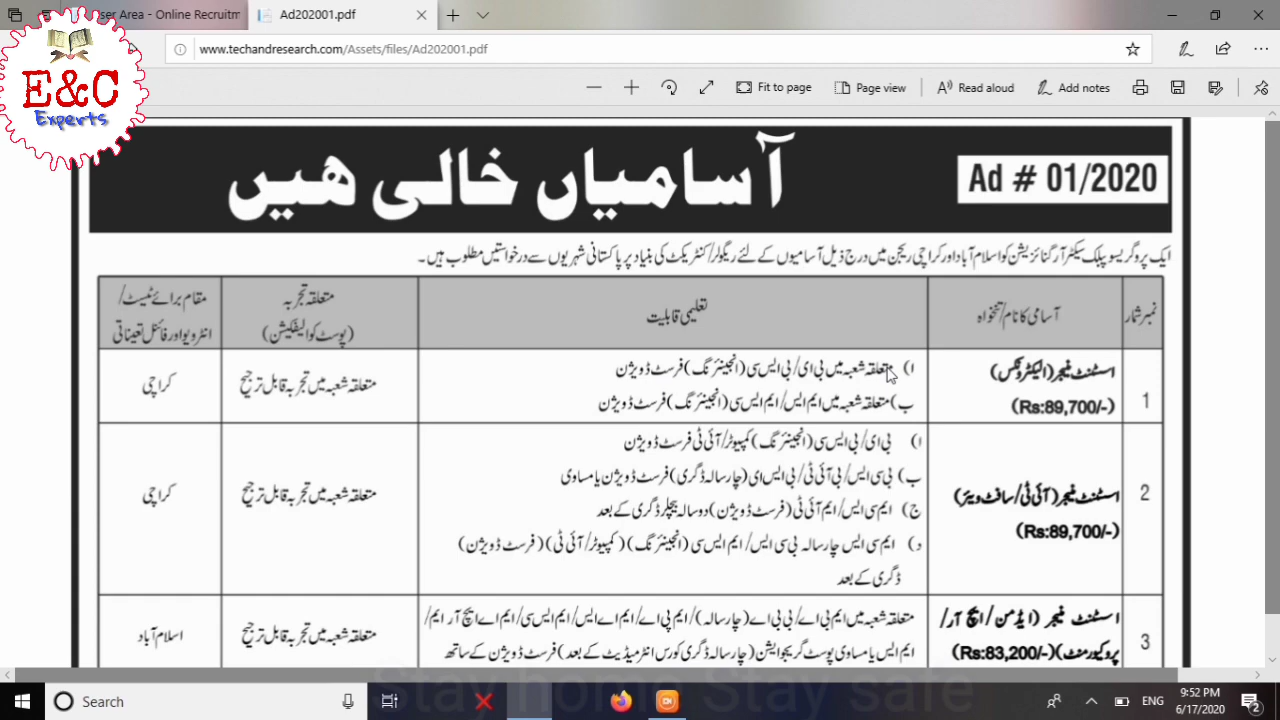 User Area - Online Recruitm
Ad202001.pdf
www.techandresearch.com/Assets/files/Ad202001.pdf
E&C
Experts
Fit to page
Page view
Read aloud
Add notes
آسامیاں خالی ھیں
Ad # 01/2020
ایک پروگریسو پبلک سیکٹر آرگنائزیشن کو اسلام آباد اور کراچی ریجن میں درج ذیل آسامیوں کے لئے ریگولر/کنٹریکٹ کی بنیاد پر پاکستانی شہریوں سے درخواستیں مطلوب ہیں۔
نمبر شمار
آسامی کا نام/تنخواہ
تعلیمی قابلیت
متعلقہ تجربہ
(پوسٹ کوالیفکیشن)
مقام برائے ٹیسٹ/
انٹرویو اور فائنل تعیناتی
1
اسسٹنٹ منیجر (الیکٹرونکس)
(Rs:89,700/-)
ا) متعلقہ شعبہ میں بی ای/بی ایس سی (انجینئرنگ) فرسٹ ڈویژن
ب) متعلقہ شعبہ میں ایم ایس/ایم ایس سی (انجینئرنگ) فرسٹ ڈویژن
متعلقہ شعبہ میں تجربہ قابل ترجیح
کراچی
2
اسسٹنٹ منیجر (آئی ٹی/سافٹ ویئر)
(Rs:89,700/-)
ا) بی ای/بی ایس سی (انجینئرنگ) کمپیوٹر/آئی ٹی فرسٹ ڈویژن
ب) بی سی ایس/بی آئی ٹی/بی ایس ای (چار سالہ ڈگری) فرسٹ ڈویژن یا مساوی
ج) ایم سی ایس/ایم آئی ٹی (فرسٹ ڈویژن) دو سالہ بیچلر ڈگری کے بعد
د) ایم سی ایس چار سالہ بی سی ایس/ایم ایس سی (انجینئرنگ) (کمپیوٹر/آئی ٹی) (فرسٹ ڈویژن)
ڈگری کے بعد
متعلقہ شعبہ میں تجربہ قابل ترجیح
کراچی
3
اسسٹنٹ منیجر (ایڈمن/ایچ آر/
پروکیورمنٹ) (Rs:83,200/-)
متعلقہ شعبہ میں ایم بی اے/بی بی اے (چار سالہ)/ایم پی اے/ایم اے ایس/ایم ایس سی/ایم اے ایچ آر ایم/
ایم ایس یا مساوی پوسٹ گریجوایشن (چار سالہ ڈگری کورس انٹرمیڈیٹ کے بعد) فرسٹ ڈویژن کے ساتھ
متعلقہ شعبہ میں تجربہ قابل ترجیح
اسلام آباد
Stay home Stay safe
Search
ENG
9:52 PM
6/17/2020
2